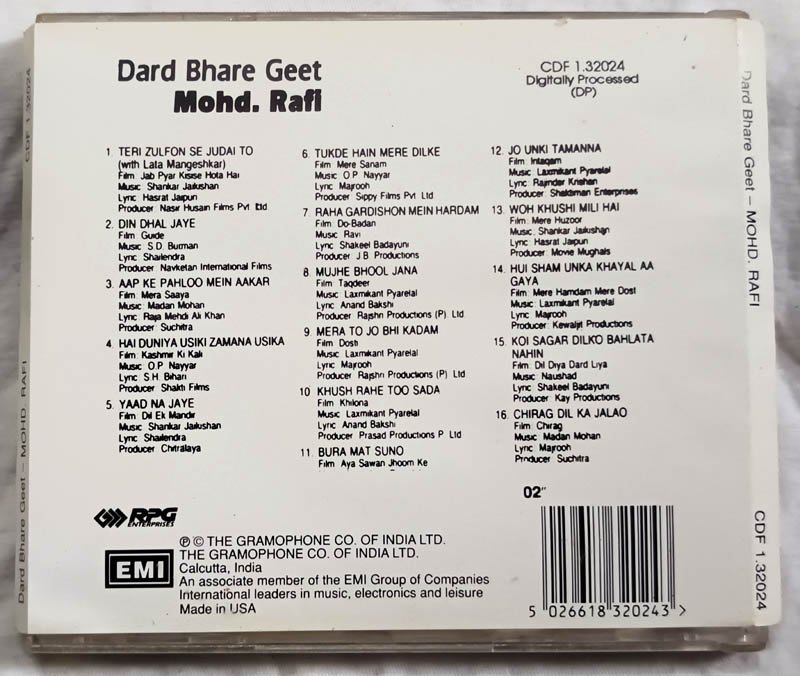 Dard Bhare Geet
Mohd. Rafi
CDF 1.32024
Digitally Processed
(DP)
1. TERI ZULFON SE JUDAI TO
(with Lata Mangeshkar)
Film: Jab Pyar Kisise Hota Hai
Music: Shankar Jaikishan
Lyric: Hasrat Jaipuri
Producer: Nasir Husain Films Pvt. Ltd
2. DIN DHAL JAYE
Film: Guide
Music: S.D. Burman
Lyric: Shailendra
Producer: Navketan International Films
3. AAP KE PAHLOO MEIN AAKAR
Film: Mera Saaya
Music: Madan Mohan
Lyric: Raja Mehdi Ali Khan
Producer: Suchitra
4. HAI DUNIYA USIKI ZAMANA USIKA
Film: Kashmir Ki Kali
Music: O.P. Nayyar
Lyric: S.H. Bihari
Producer: Shakti Films
5. YAAD NA JAYE
Film: Dil Ek Mandir
Music: Shankar Jaikishan
Lyric: Shailendra
Producer: Chitralaya
6. TUKDE HAIN MERE DILKE
Film: Mere Sanam
Music: O.P. Nayyar
Lyric: Majrooh
Producer: Sippy Films Pvt Ltd
7. RAHA GARDISHON MEIN HARDAM
Film: Do-Badan
Music: Ravi
Lyric: Shakeel Badayuni
Producer: J.B. Productions
8. MUJHE BHOOL JANA
Film: Taqdeer
Music: Laxmikant Pyarelal
Lyric: Anand Bakshi
Producer: Rajshri Productions (P). Ltd
9. MERA TO JO BHI KADAM
Film: Dosti
Music: Laxmikant Pyarelal
Lyric: Majrooh
Producer: Rajshri Productions (P) Ltd
10. KHUSH RAHE TOO SADA
Film: Khilona
Music: Laxmikant Pyarelal
Lyric: Anand Bakshi
Producer: Prasad Productions P. Ltd
11. BURA MAT SUNO
Film: Aya Sawan Jhoom Ke
12. JO UNKI TAMANNA
Film: Intaqam
Music: Laxmikant Pyarelal
Lyric: Rajinder Krishan
Producer: Shaktiman Enterprises
13. WOH KHUSHI MILI HAI
Film: Mere Huzoor
Music: Shankar Jaikishan
Lyric: Hasrat Jaipuri
Producer: Movie Mughals
14. HUI SHAM UNKA KHAYAL AA
GAYA
Film: Mere Hamdam Mere Dost
Music: Laxmikant Pyarelal
Lyric: Majrooh
Producer: Kewaljit Productions
15. KOI SAGAR DILKO BAHLATA
NAHIN
Film: Dil Diya Dard Liya
Music: Naushad
Lyric: Shakeel Badayuni
Producer: Kay Productions
16. CHIRAG DIL KA JALAO
Film: Chirag
Music: Madan Mohan
Lyric: Majrooh
Producer: Suchitra
02"
RPG
ENTERPRISES
EMI
℗ © THE GRAMOPHONE CO. OF INDIA LTD.
THE GRAMOPHONE CO. OF INDIA LTD.
Calcutta, India
An associate member of the EMI Group of Companies
International leaders in music, electronics and leisure
Made in USA
5 026618 320243 >
Dard Bhare Geet – MOHD. RAFI
CDF 1.32024
Dard Bhare Geet – MOHD. RAFI
CDF 1.32024